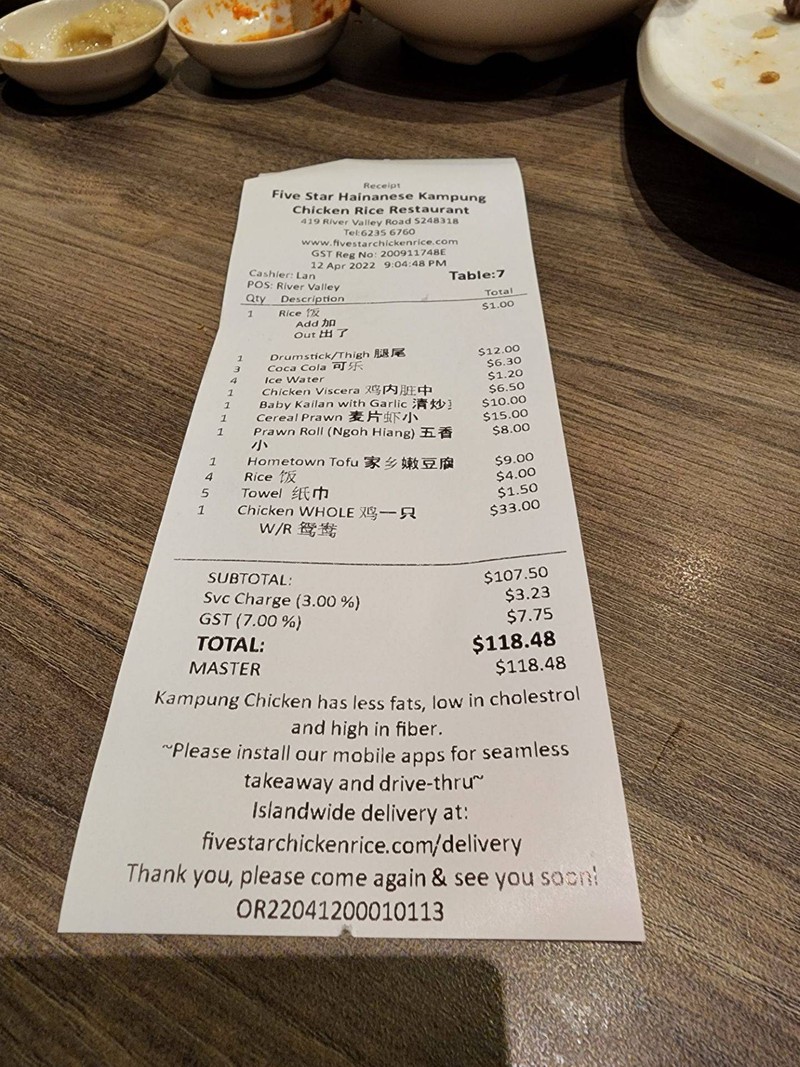 Receipt
Five Star Hainanese Kampung
Chicken Rice Restaurant
419 River Valley Road S248318
Tel:6235 6760
www.fivestarchickenrice.com
GST Reg No: 200911748E
12 Apr 2022 9:04:48 PM
Cashier: Lan Table:7
POS: River Valley
Qty Description Total
1 Rice 饭 $1.00
Add 加
Out 出了
1 Drumstick/Thigh 腿尾 $12.00
3 Coca Cola 可乐 $6.30
4 Ice Water $1.20
1 Chicken Viscera 鸡内脏中 $6.50
1 Baby Kailan with Garlic 清炒 $10.00
1 Cereal Prawn 麦片虾小 $15.00
1 Prawn Roll (Ngoh Hiang) 五香 $8.00
小
1 Hometown Tofu 家乡嫩豆腐 $9.00
4 Rice 饭 $4.00
5 Towel 纸巾 $1.50
1 Chicken WHOLE 鸡一只 $33.00
W/R 鸳鸯
SUBTOTAL: $107.50
Svc Charge (3.00 %) $3.23
GST (7.00 %) $7.75
TOTAL: $118.48
MASTER $118.48
Kampung Chicken has less fats, low in cholestrol
and high in fiber.
~Please install our mobile apps for seamless
takeaway and drive-thru~
Islandwide delivery at:
fivestarchickenrice.com/delivery
Thank you, please come again & see you soon!
OR22041200010113